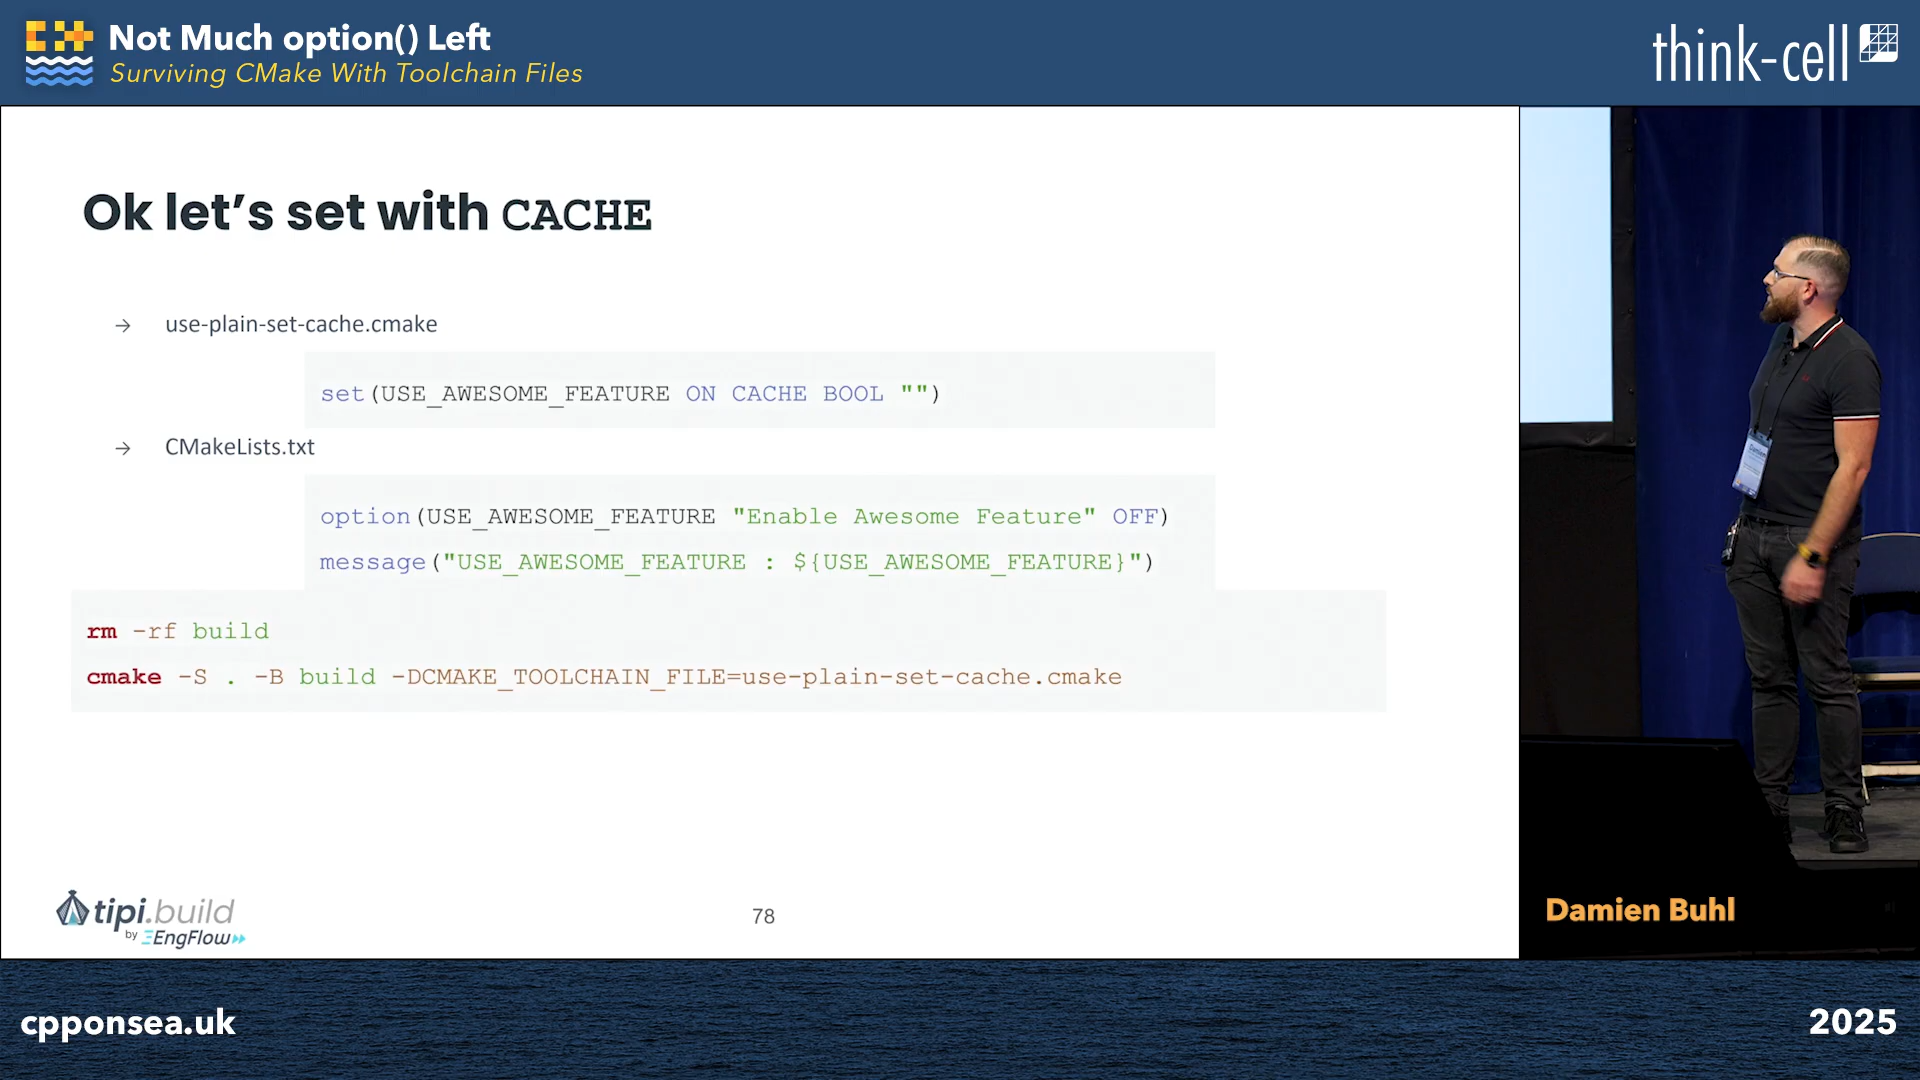 Not Much option() Left
Surviving CMake With Toolchain Files
think-cell
Ok let's set with CACHE
→ use-plain-set-cache.cmake
set(USE_AWESOME_FEATURE ON CACHE BOOL "")
→ CMakeLists.txt
option(USE_AWESOME_FEATURE "Enable Awesome Feature" OFF)
message("USE_AWESOME_FEATURE : ${USE_AWESOME_FEATURE}")
rm -rf build
cmake -S . -B build -DCMAKE_TOOLCHAIN_FILE=use-plain-set-cache.cmake
tipi.build
by EngFlow
78
Damien Buhl
cpponsea.uk
2025